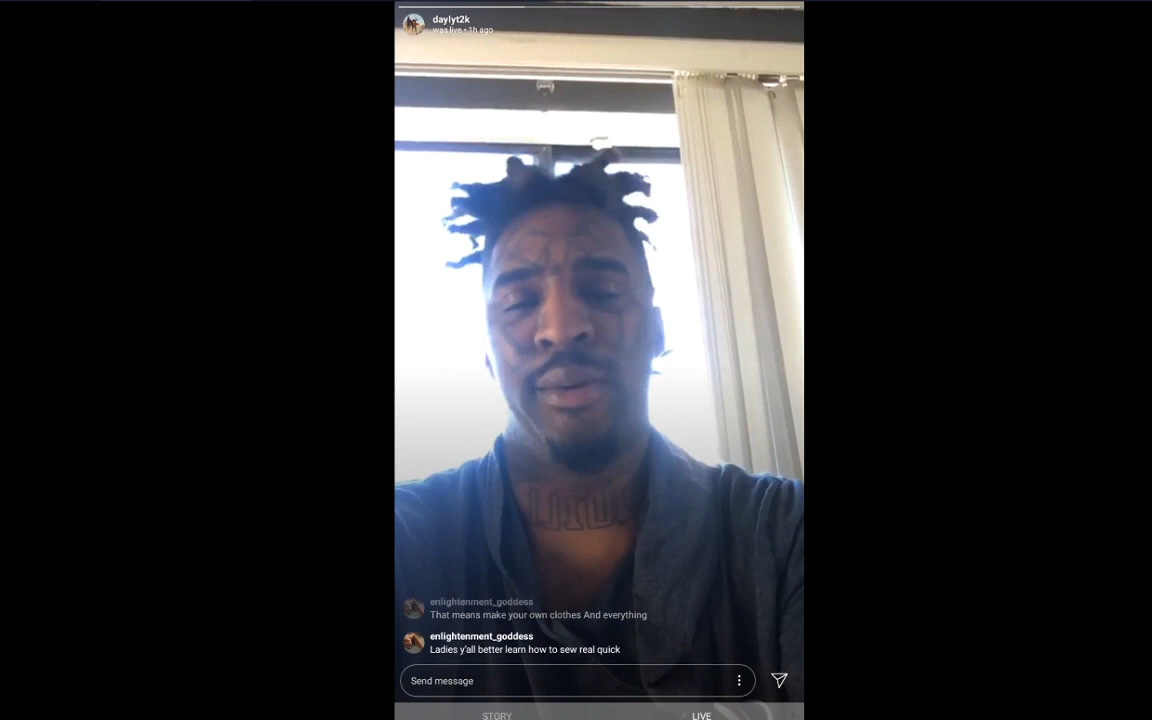 daylyt2k
was live • 1h ago
enlightenment_goddess
That means make your own clothes And everything
enlightenment_goddess
Ladies y'all better learn how to sew real quick
Send message
STORY
LIVE